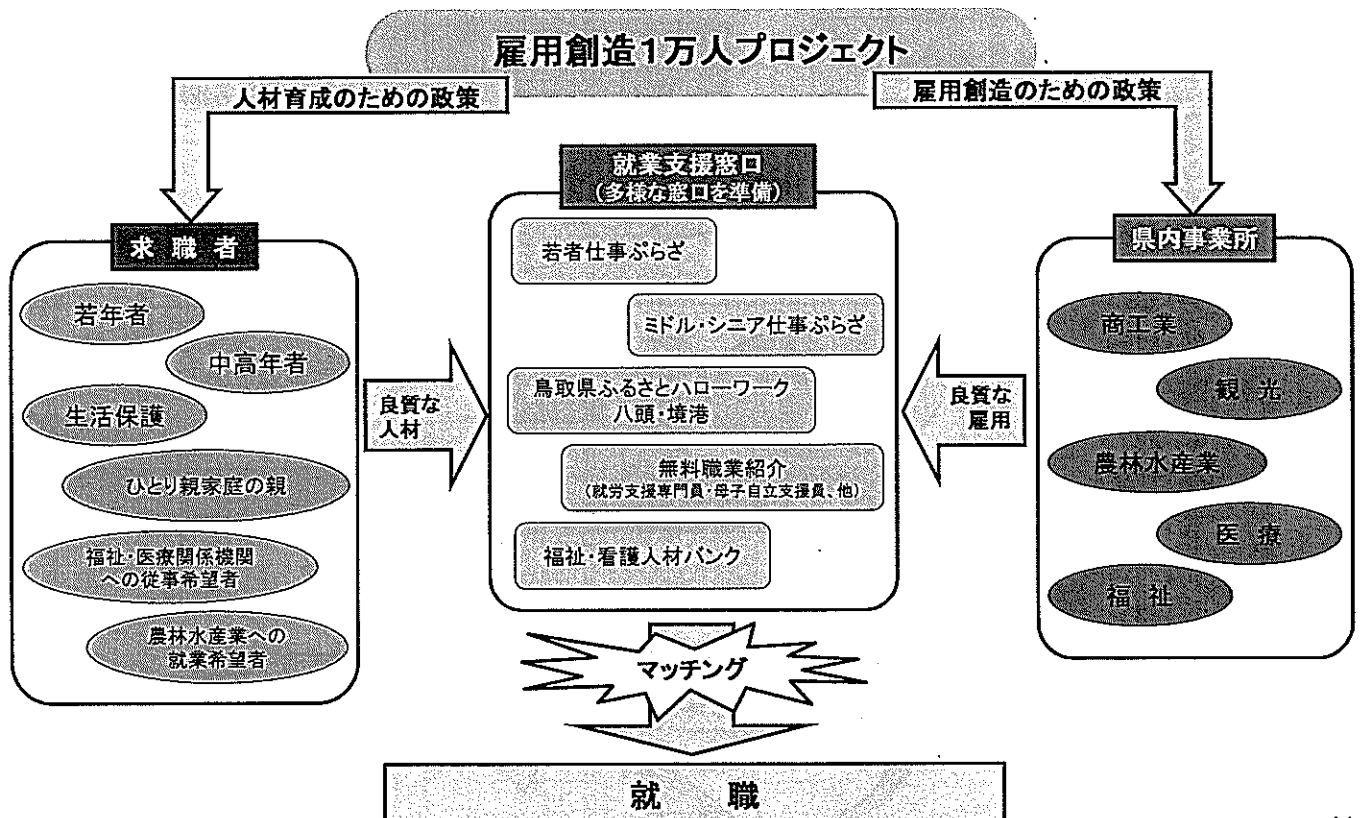 雇用創造1万人プロジェクト
人材育成のための政策
雇用創造のための政策
求職者
若年者
中高年者
生活保護
ひとり親家庭の親
福祉・医療関係機関
への従事希望者
農林水産業への
就業希望者
良質な
人材
就業支援窓口
(多様な窓口を準備)
若者仕事ぷらざ
ミドル・シニア仕事ぷらざ
鳥取県ふるさとハローワーク
八頭・境港
無料職業紹介
(就労支援専門員・母子自立支援員、他)
福祉・看護人材バンク
良質な
雇用
県内事業所
商工業
観光
農林水産業
医療
福祉
マッチング
就職